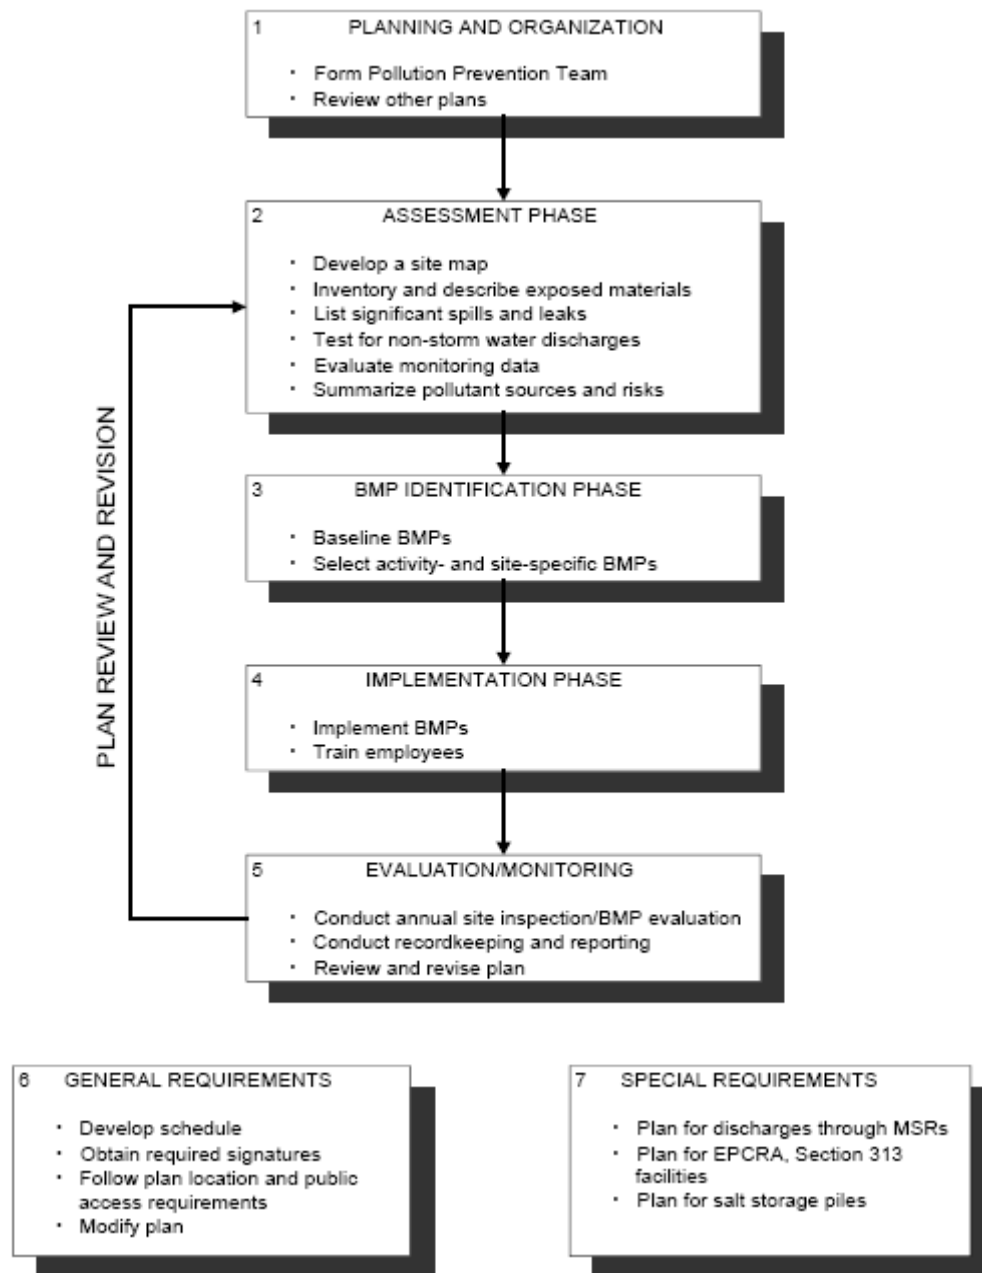 1 PLANNING AND ORGANIZATION
· Form Pollution Prevention Team
· Review other plans
2 ASSESSMENT PHASE
· Develop a site map
· Inventory and describe exposed materials
· List significant spills and leaks
· Test for non-storm water discharges
· Evaluate monitoring data
· Summarize pollutant sources and risks
PLAN REVIEW AND REVISION
3 BMP IDENTIFICATION PHASE
· Baseline BMPs
· Select activity- and site-specific BMPs
4 IMPLEMENTATION PHASE
· Implement BMPs
· Train employees
5 EVALUATION/MONITORING
· Conduct annual site inspection/BMP evaluation
· Conduct recordkeeping and reporting
· Review and revise plan
6 GENERAL REQUIREMENTS
· Develop schedule
· Obtain required signatures
· Follow plan location and public
access requirements
· Modify plan
7 SPECIAL REQUIREMENTS
· Plan for discharges through MSRs
· Plan for EPCRA, Section 313
facilities
· Plan for salt storage piles